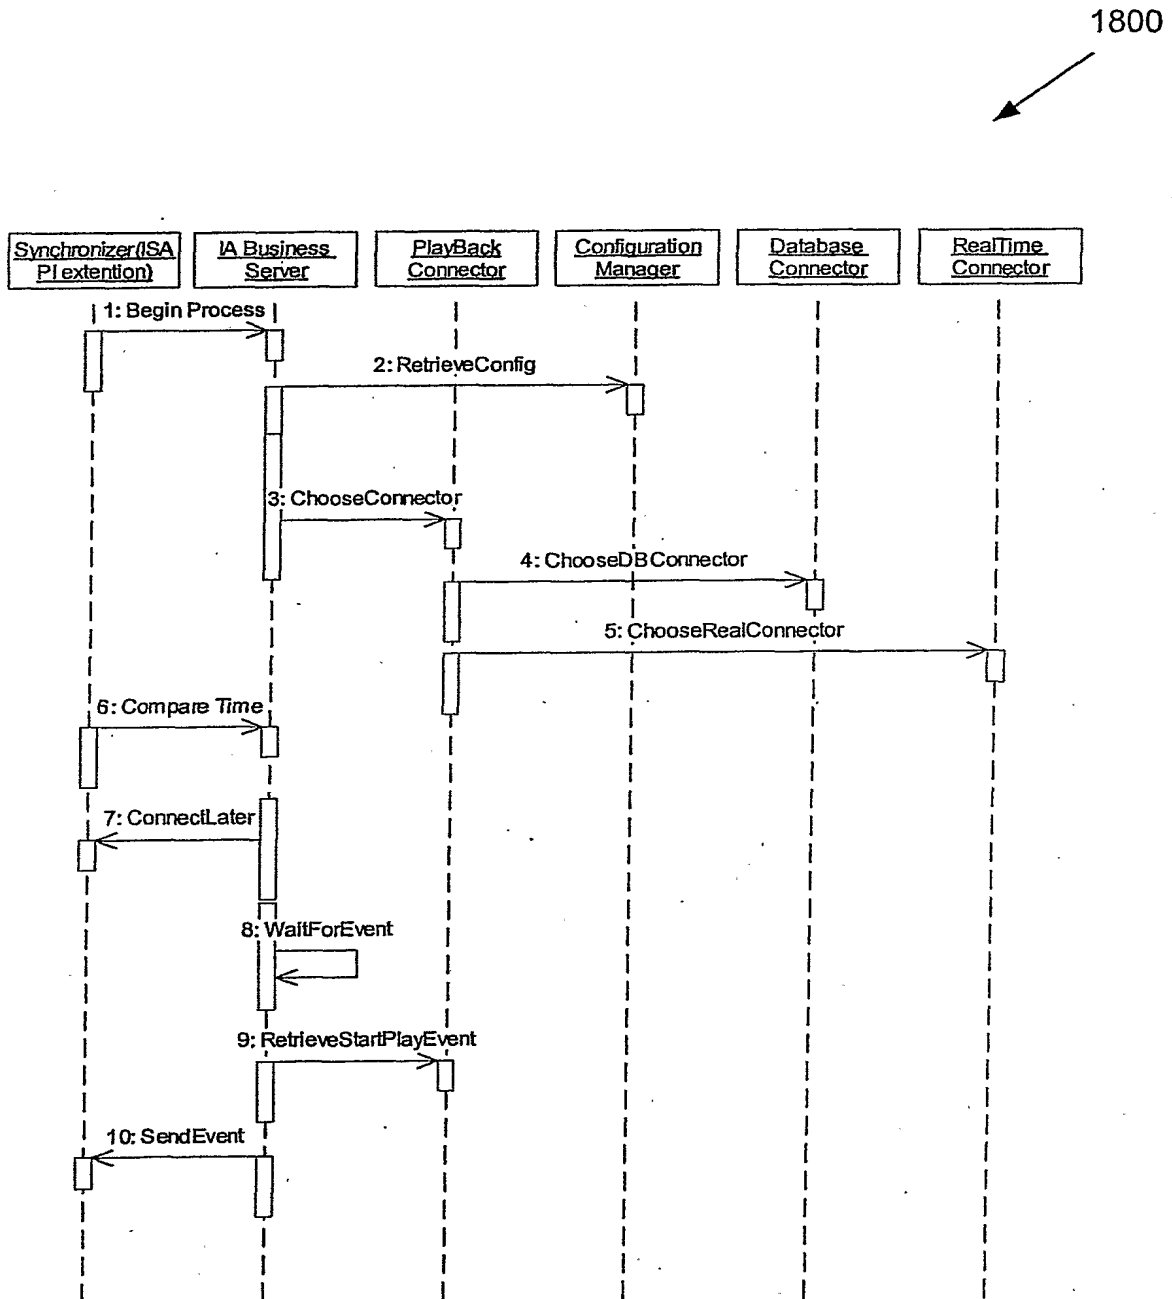 1800
Synchronizer(ISA
PI extention)
IA Business
Server
PlayBack
Connector
Configuration
Manager
Database
Connector
RealTime
Connector
1: Begin Process
2: RetrieveConfig
3: ChooseConnector
4: ChooseDBConnector
5: ChooseRealConnector
6: Compare Time
7: ConnectLater
8: WaitForEvent
9: RetrieveStartPlayEvent
10: SendEvent